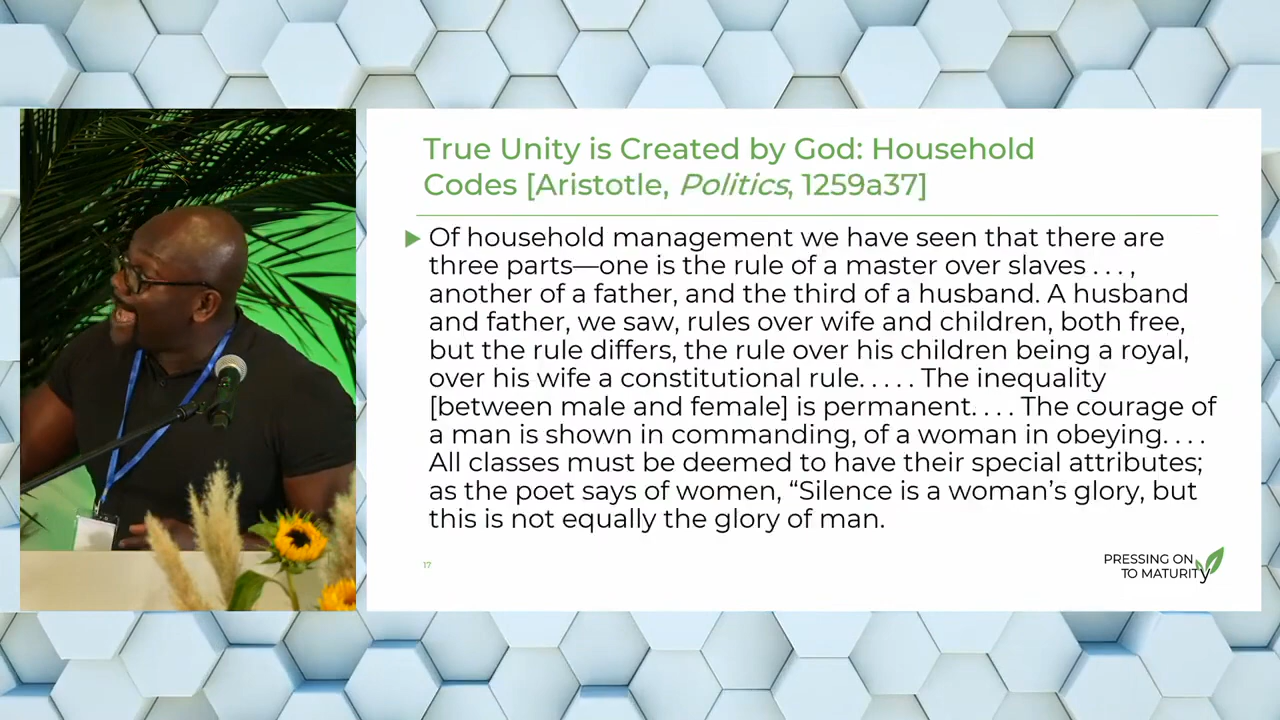 True Unity is Created by God: Household
Codes [Aristotle, Politics, 1259a37]
Of household management we have seen that there are
three parts—one is the rule of a master over slaves . . . ,
another of a father, and the third of a husband. A husband
and father, we saw, rules over wife and children, both free,
but the rule differs, the rule over his children being a royal,
over his wife a constitutional rule. . . . . The inequality
[between male and female] is permanent. . . . The courage of
a man is shown in commanding, of a woman in obeying. . . .
All classes must be deemed to have their special attributes;
as the poet says of women, “Silence is a woman’s glory, but
this is not equally the glory of man.
17
PRESSING ON
TO MATURITY